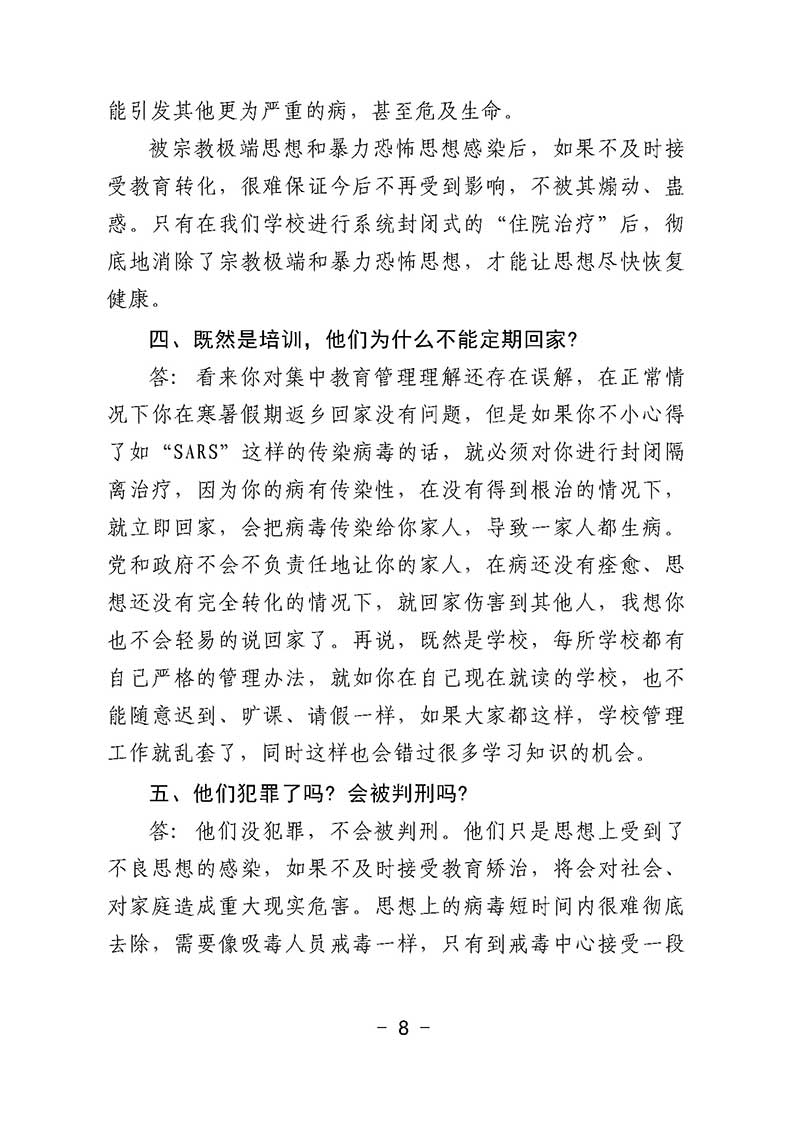 能引发其他更为严重的病，甚至危及生命。
被宗教极端思想和暴力恐怖思想感染后，如果不及时接
受教育转化，很难保证今后不再受到影响，不被其煽动、蛊
惑。只有在我们学校进行系统封闭式的“住院治疗”后，彻
底地消除了宗教极端和暴力恐怖思想，才能让思想尽快恢复
健康。
四、既然是培训，他们为什么不能定期回家？
答：看来你对集中教育管理理解还存在误解，在正常情
况下你在寒暑假期返乡回家没有问题，但是如果你不小心得
了如“SARS”这样的传染病毒的话，就必须对你进行封闭隔
离治疗，因为你的病有传染性，在没有得到根治的情况下，
就立即回家，会把病毒传染给你家人，导致一家人都生病。
党和政府不会不负责任地让你的家人，在病还没有痊愈、思
想还没有完全转化的情况下，就回家伤害到其他人，我想你
也不会轻易的说回家了。再说，既然是学校，每所学校都有
自己严格的管理办法，就如你在自己现在就读的学校，也不
能随意迟到、旷课、请假一样，如果大家都这样，学校管理
工作就乱套了，同时这样也会错过很多学习知识的机会。
五、他们犯罪了吗？会被判刑吗？
答：他们没犯罪，不会被判刑。他们只是思想上受到了
不良思想的感染，如果不及时接受教育矫治，将会对社会、
对家庭造成重大现实危害。思想上的病毒短时间内很难彻底
去除，需要像吸毒人员戒毒一样，只有到戒毒中心接受一段
- 8 -